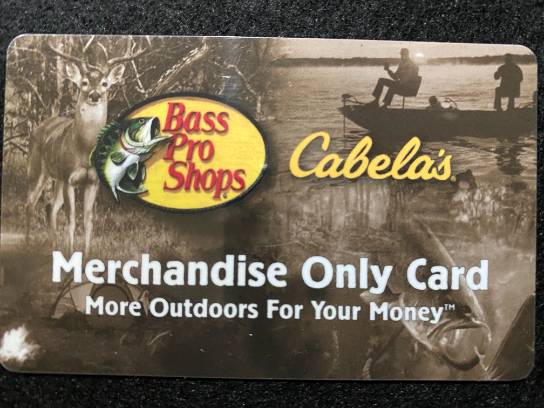 Bass
Pro
Shops
Cabela's
Merchandise Only Card
More Outdoors For Your Money™